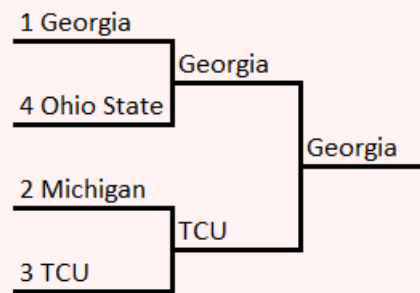 1 Georgia
Georgia
4 Ohio State
Georgia
2 Michigan
TCU
3 TCU